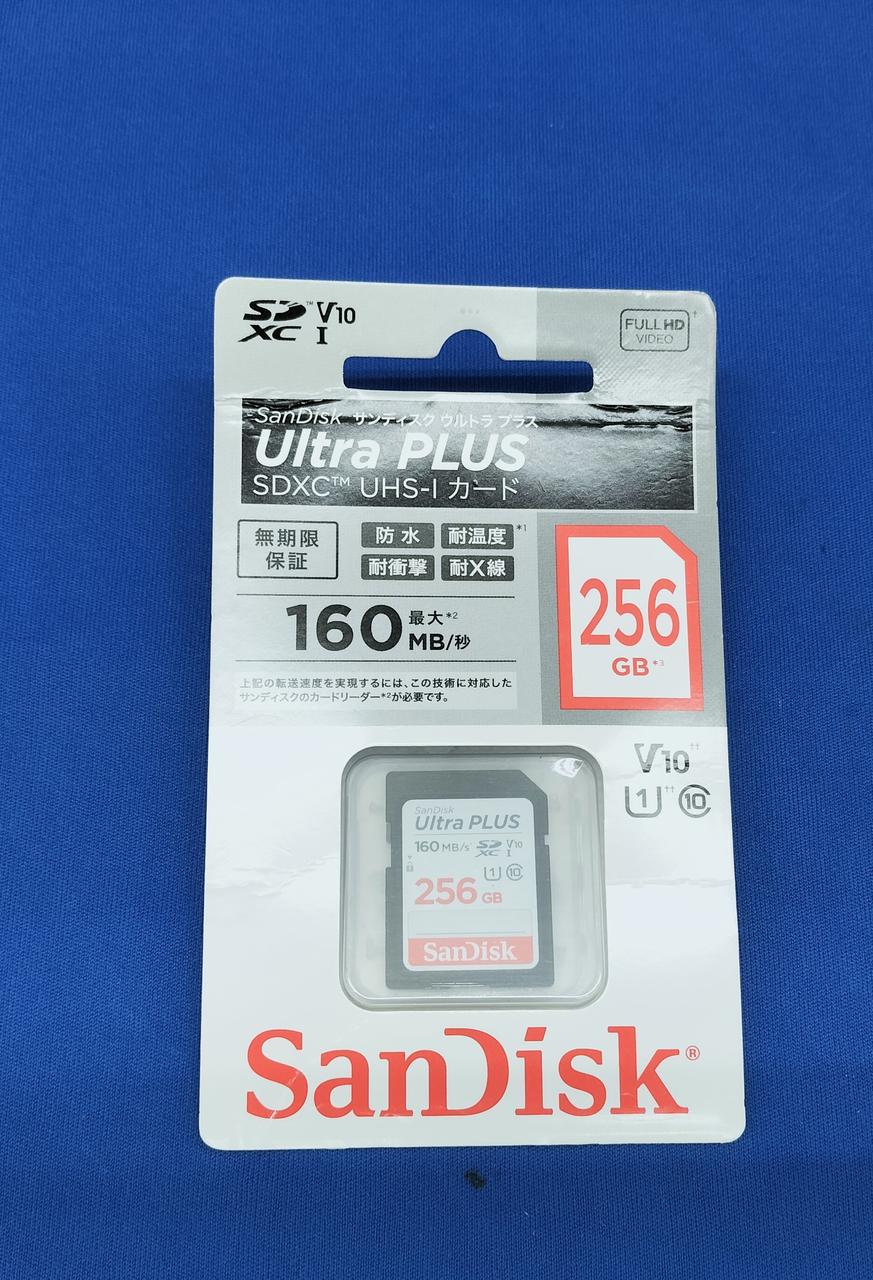 SD™ V10
XC I
FULL HD†
VIDEO
SanDisk サンディスク ウルトラ プラス
Ultra PLUS
SDXC™ UHS-I カード
無期限
保証
防水 耐温度*1
耐衝撃 耐X線
160 最大*2
MB/秒
上記の転送速度を実現するには、この技術に対応した
サンディスクのカードリーダー*2が必要です。
256
GB*3
V10††
1†† 10
SanDisk
Ultra PLUS
160 MB/s* SD V10
XC I
1 10
256 GB
SanDisk
SanDisk®